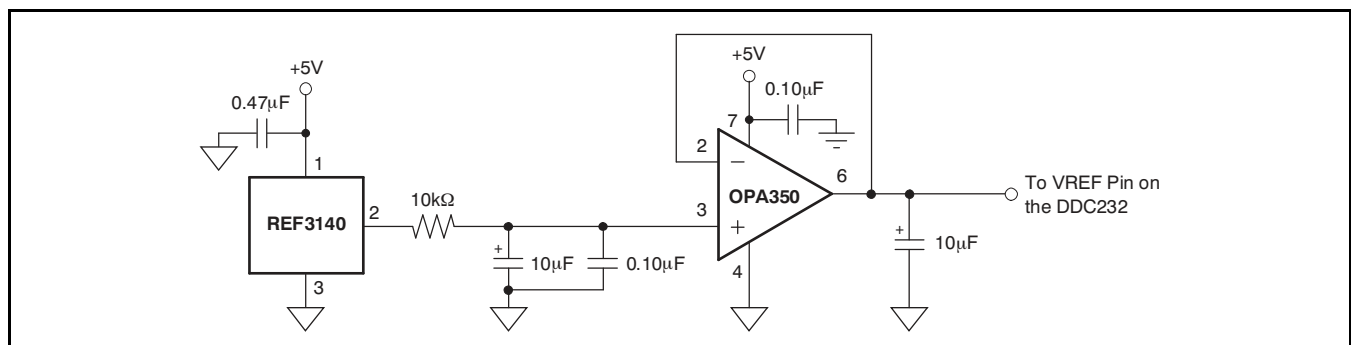 +5V
0.47μF
1
REF3140
2
3
10kΩ
+
10μF
0.10μF
+5V
0.10μF
7
2
−
OPA350
3
+
4
6
+
10μF
To VREF Pin on
the DDC232